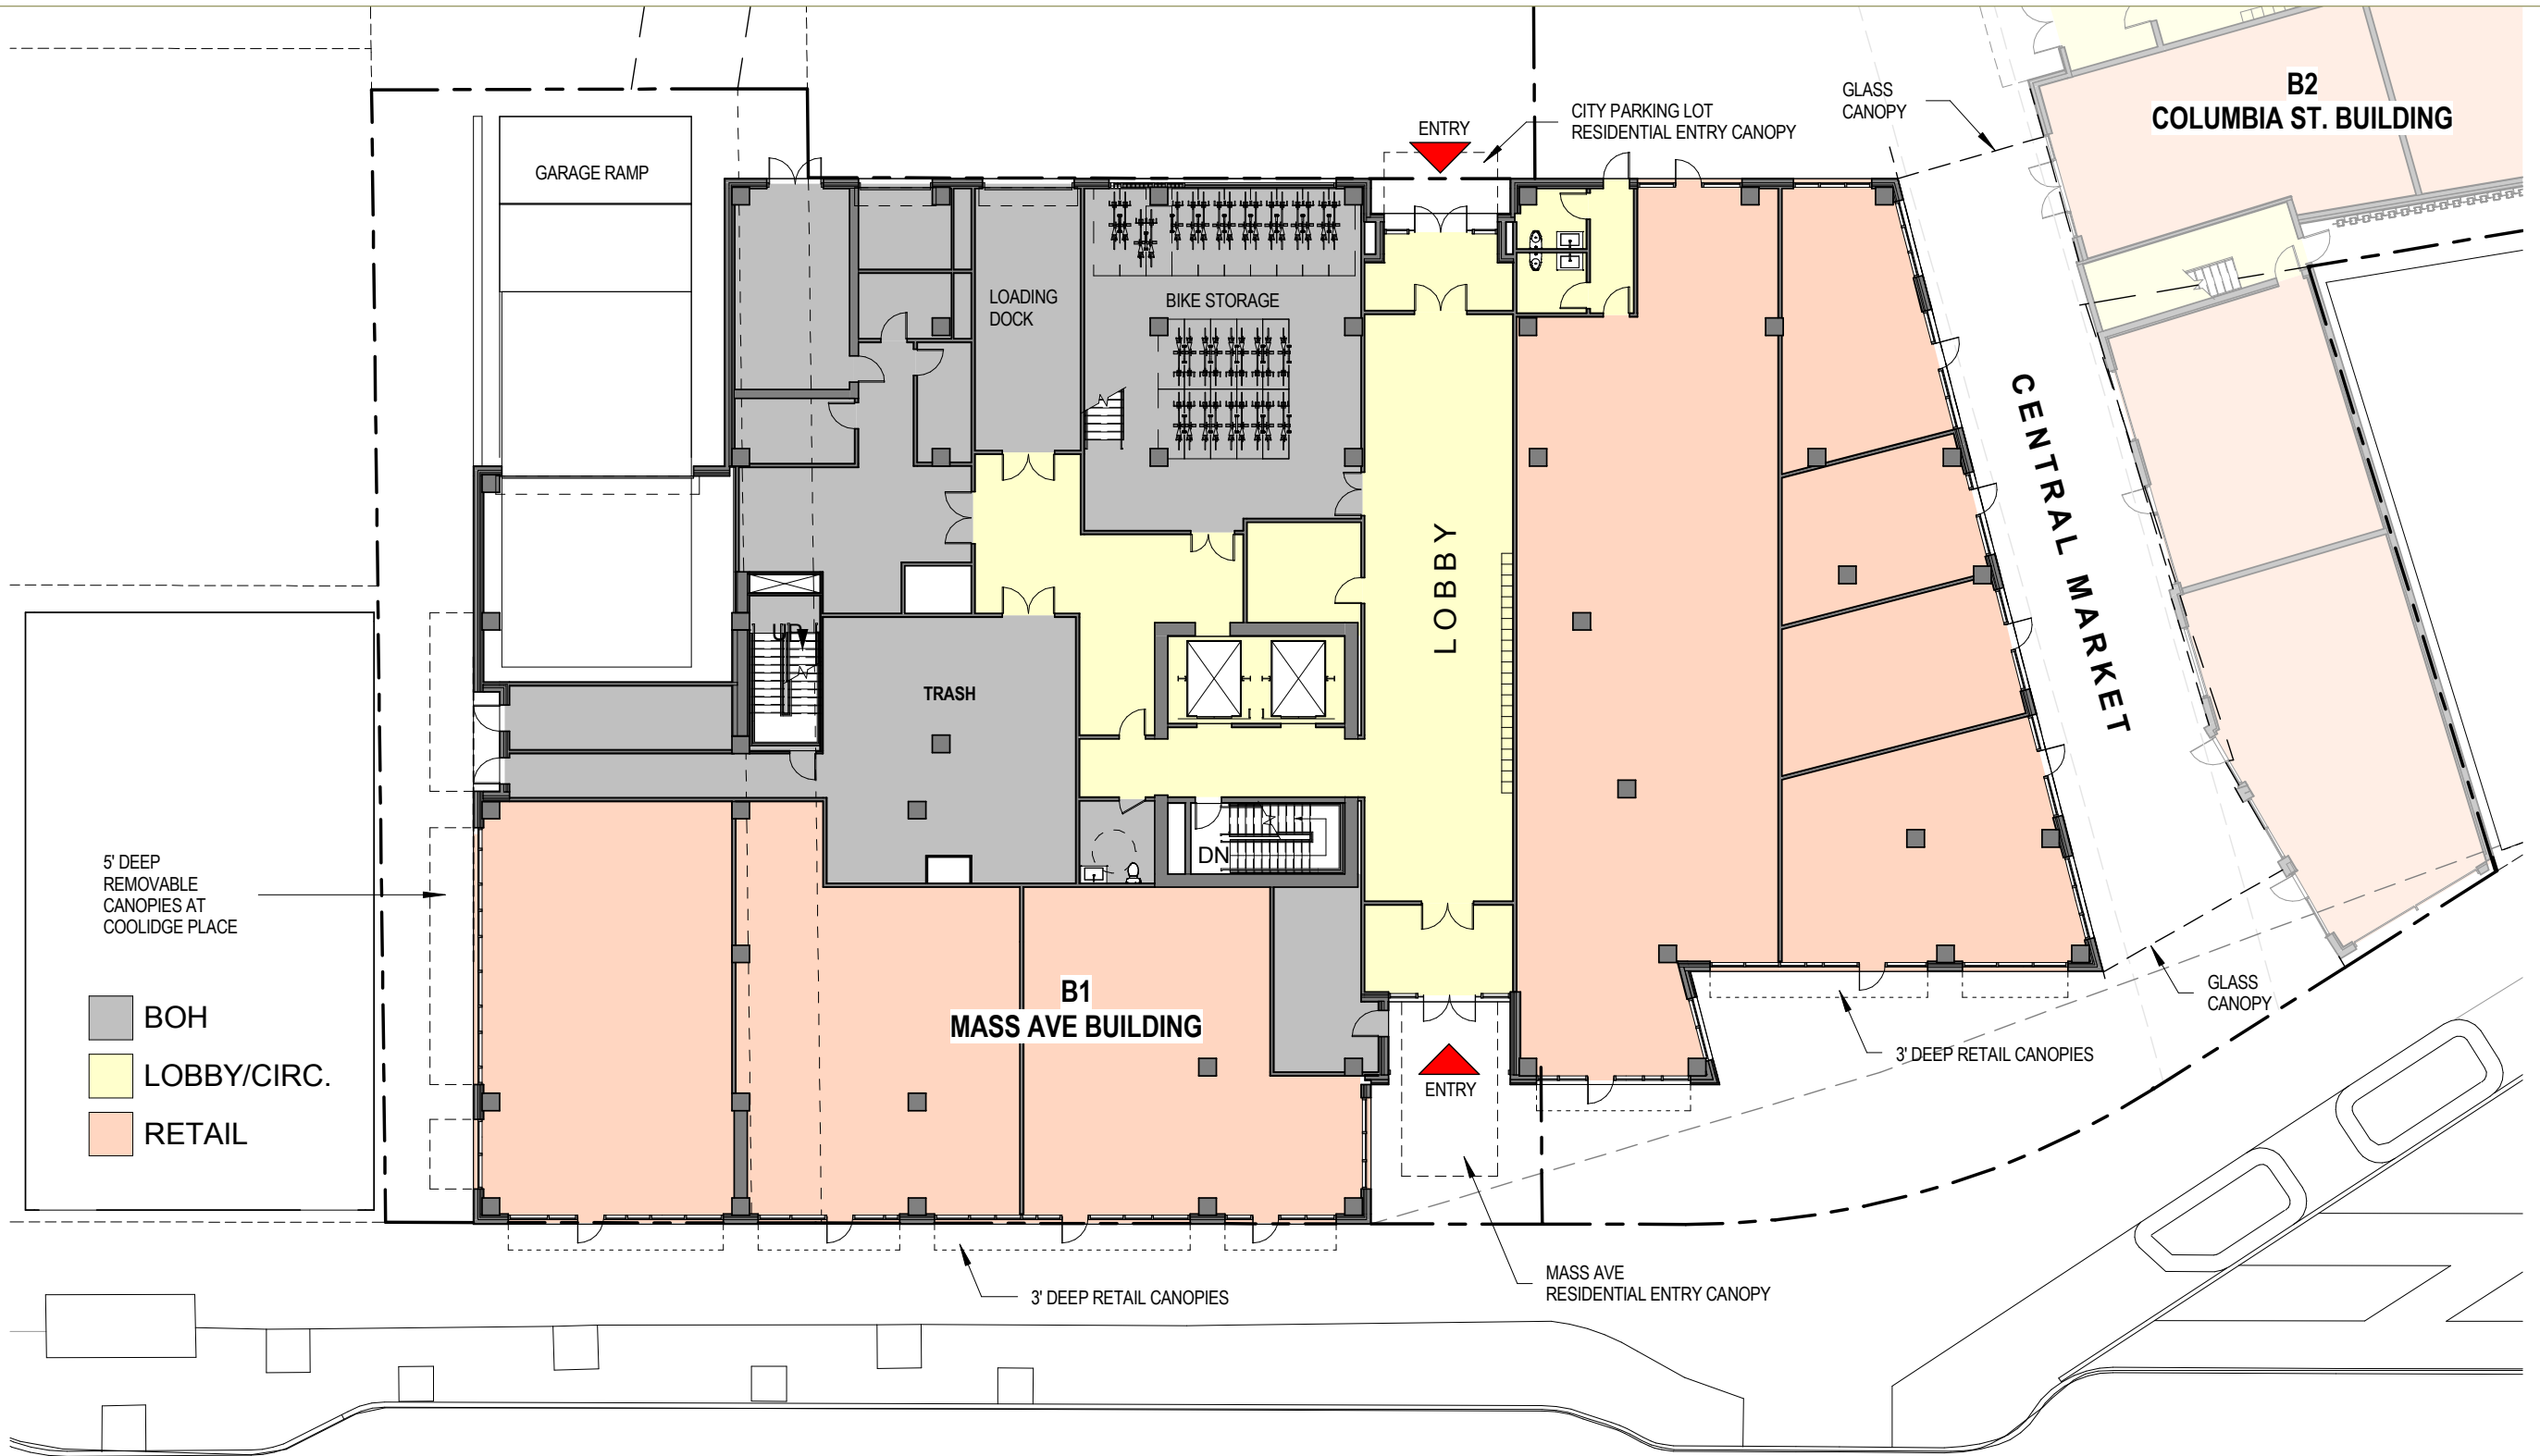 B2
COLUMBIA ST. BUILDING
GLASS
CANOPY
CITY PARKING LOT
RESIDENTIAL ENTRY CANOPY
ENTRY
GARAGE RAMP
LOADING
DOCK
BIKE STORAGE
CENTRAL MARKET
LOBBY
UP
TRASH
DN
5' DEEP
REMOVABLE
CANOPIES AT
COOLIDGE PLACE
B1
MASS AVE BUILDING
GLASS
CANOPY
BOH
LOBBY/CIRC.
RETAIL
3' DEEP RETAIL CANOPIES
ENTRY
MASS AVE
RESIDENTIAL ENTRY CANOPY
3' DEEP RETAIL CANOPIES